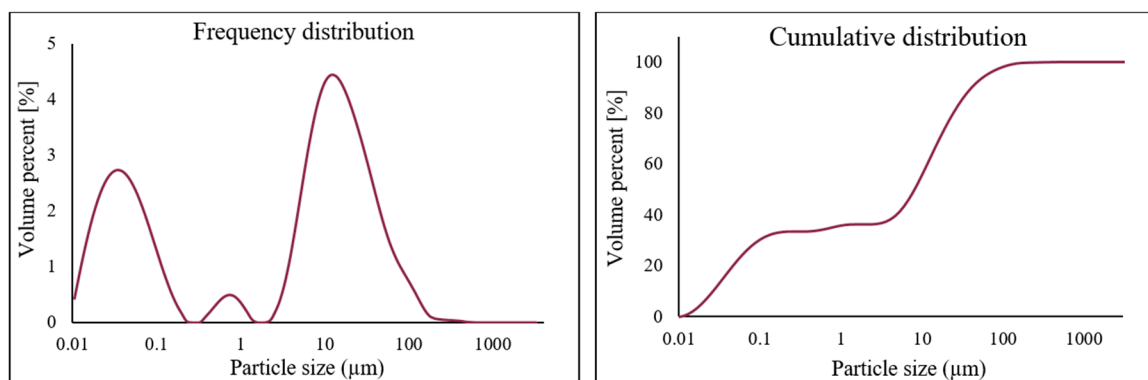 Frequency distribution
Volume percent [%]
5
4
3
2
1
0
0.01 0.1 1 10 100 1000
Particle size (µm)
Cumulative distribution
Volume percent [%]
100
80
60
40
20
0
0.01 0.1 1 10 100 1000
Particle size (µm)